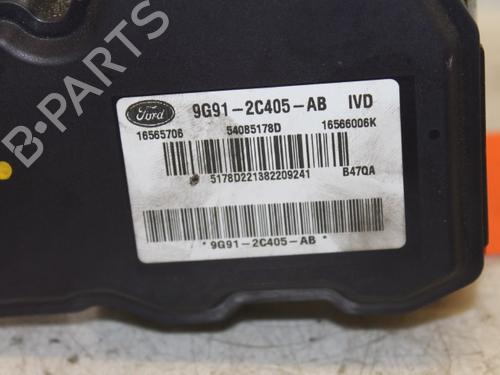 B-PARTS
Ford 9G91-2C405-AB IVD
16565706 54085178D 16566006K
5178D221382209241 B47QA
* 9G91-2C405-AB *